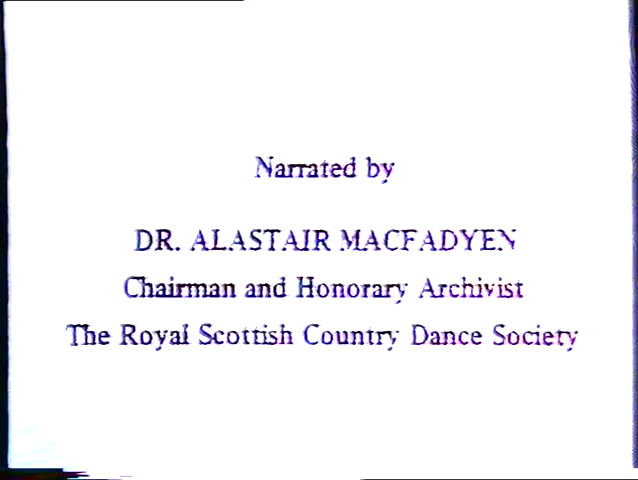 Narrated by
DR. ALASTAIR MACFADYEN
Chairman and Honorary Archivist
The Royal Scottish Country Dance Society